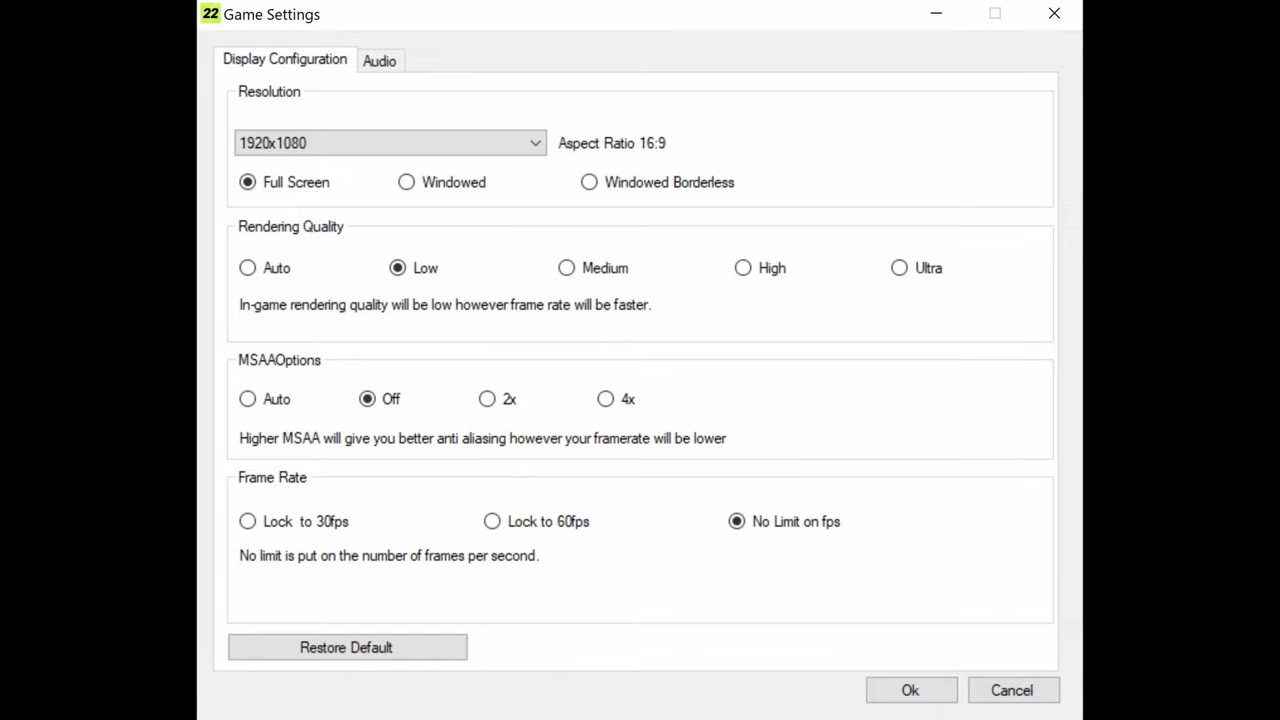 22 Game Settings
Display Configuration Audio
Resolution
1920x1080 Aspect Ratio 16:9
Full Screen Windowed Windowed Borderless
Rendering Quality
Auto Low Medium High Ultra
In-game rendering quality will be low however frame rate will be faster.
MSAAOptions
Auto Off 2x 4x
Higher MSAA will give you better anti aliasing however your framerate will be lower
Frame Rate
Lock to 30fps Lock to 60fps No Limit on fps
No limit is put on the number of frames per second.
Restore Default
Ok Cancel